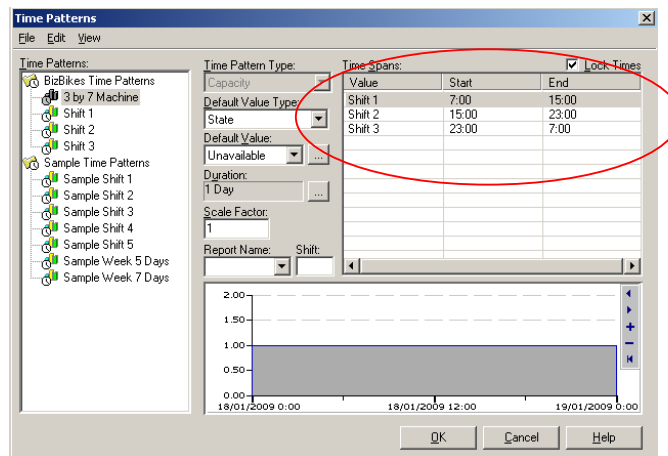 Time Patterns
File Edit View
Time Patterns:
BizBikes Time Patterns
3 by 7 Machine
Shift 1
Shift 2
Shift 3
Sample Time Patterns
Sample Shift 1
Sample Shift 2
Sample Shift 3
Sample Shift 4
Sample Shift 5
Sample Week 5 Days
Sample Week 7 Days
Time Pattern Type:
Capacity
Default Value Type:
State
Default Value:
Unavailable ...
Duration:
1 Day ...
Scale Factor:
1
Report Name: Shift:
Time Spans: Lock Times
Value Start End
Shift 1 7:00 15:00
Shift 2 15:00 23:00
Shift 3 23:00 7:00
2.00
1.50
1.00
0.50
0.00
18/01/2009 0:00 18/01/2009 12:00 19/01/2009 0:00
OK Cancel Help